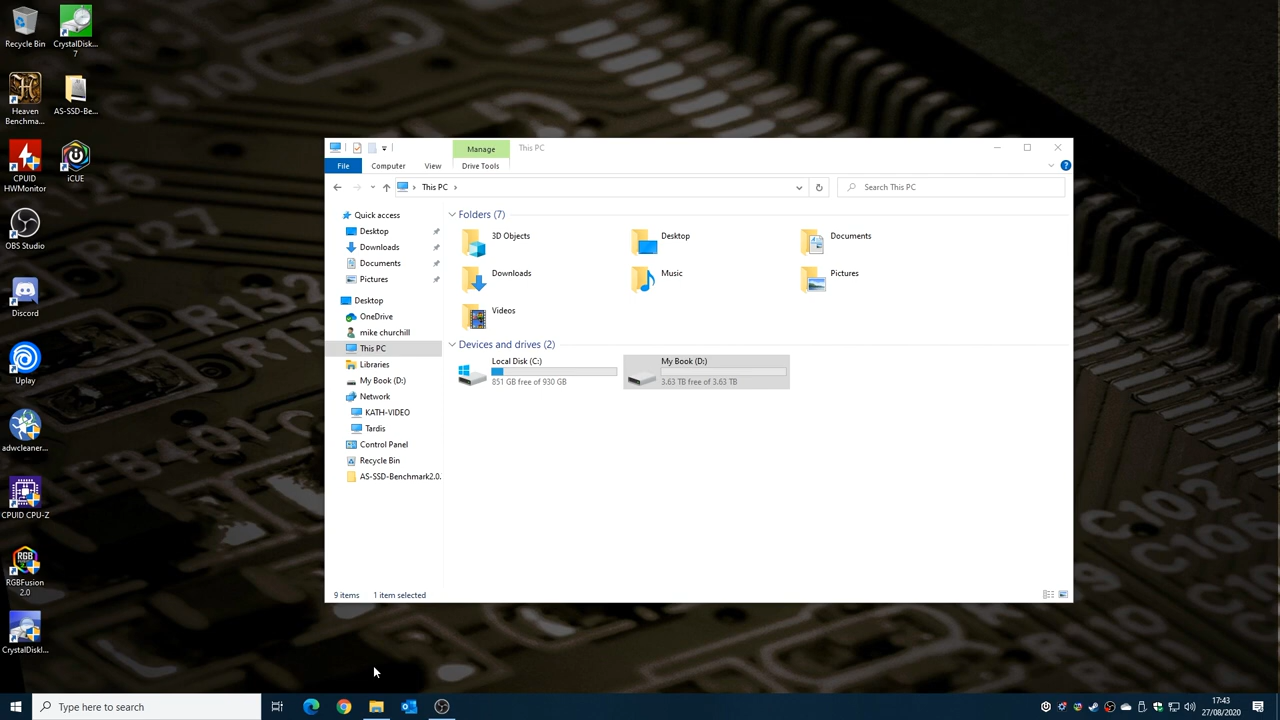 Recycle Bin
CrystalDisk...
7
Heaven
Benchma...
AS-SSD-Be...
CPUID
HWMonitor
iCUE
OBS Studio
Discord
Uplay
adwcleaner...
CPUID CPU-Z
RGBFusion
2.0
CrystalDiskI...
Manage
This PC
File
Computer
View
Drive Tools
This PC
Search This PC
Quick access
Desktop
Downloads
Documents
Pictures
Desktop
OneDrive
mike churchill
This PC
Libraries
My Book (D:)
Network
KATH-VIDEO
Tardis
Control Panel
Recycle Bin
AS-SSD-Benchmark2.0.
Folders (7)
3D Objects
Desktop
Documents
Downloads
Music
Pictures
Videos
Devices and drives (2)
Local Disk (C:)
851 GB free of 930 GB
My Book (D:)
3.63 TB free of 3.63 TB
9 items
1 item selected
C102
C106
Type here to search
17:43
27/08/2020